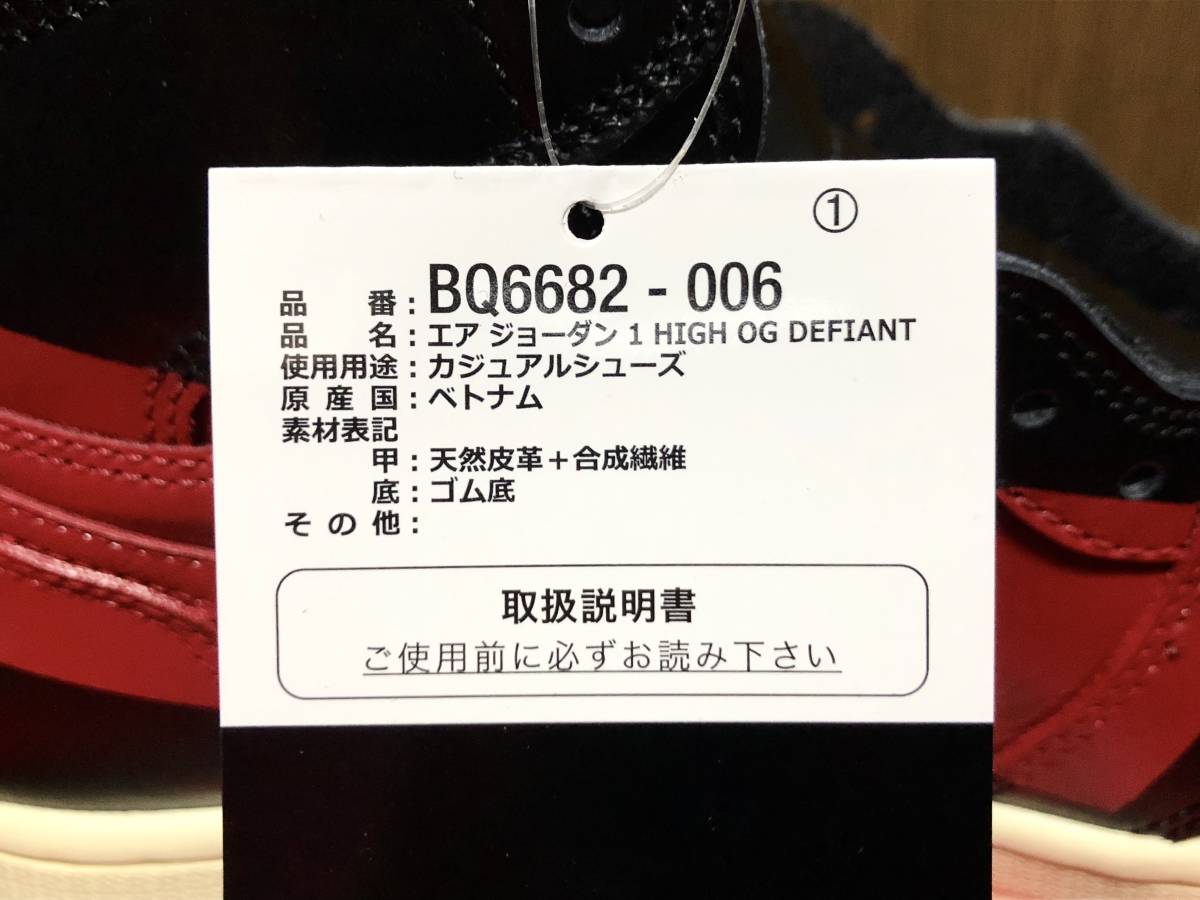 ①
品番：BQ6682 - 006
品名：エア ジョーダン 1 HIGH OG DEFIANT
使用用途：カジュアルシューズ
原産国：ベトナム
素材表記
甲：天然皮革＋合成繊維
底：ゴム底
その他：
取扱説明書
ご使用前に必ずお読み下さい